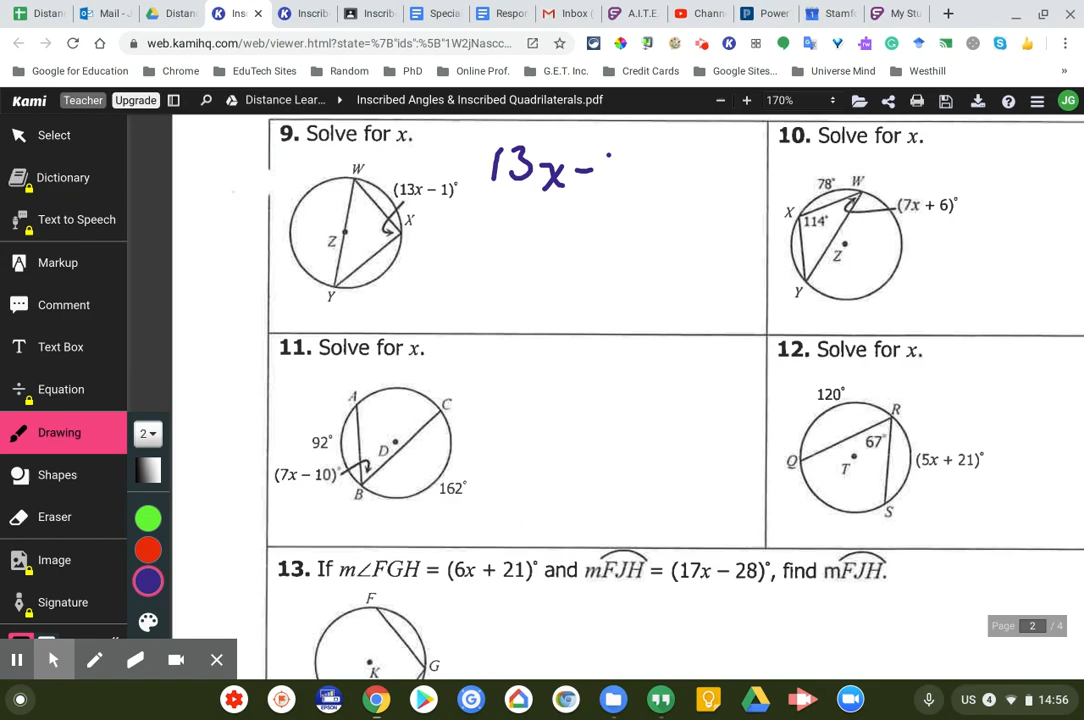 Distan
Mail - J
Distanc
Ins
Inscrib
Inscrib
Special
Respor
Inbox (
A.I.T.E.
Chann
Power
Stamf
My Stu
web.kamihq.com/web/viewer.html?state=%7B"ids":%5B"1W2jNascc...
Google for Education
Chrome
EduTech Sites
Random
PhD
Online Prof.
G.E.T. Inc.
Credit Cards
Google Sites...
Universe Mind
Westhill
»
Kami
Teacher
Upgrade
Distance Lear...
Inscribed Angles & Inscribed Quadrilaterals.pdf
170%
JG
Select
Dictionary
Text to Speech
Markup
Comment
Text Box
Equation
Drawing
2
Shapes
Eraser
Image
Signature
9. Solve for x.
13x -
W
(13x – 1)°
X
Z
Y
10. Solve for x.
78°
W
(7x + 6)°
X
114°
Z
Y
11. Solve for x.
A
C
92°
D
(7x – 10)°
B
162°
12. Solve for x.
120°
R
67°
Q
T
(5x + 21)°
S
13. If m∠FGH = (6x + 21)° and mFJH = (17x – 28)°, find mFJH.
F
G
K
Page 2 / 4
EPSON
US
4
14:56